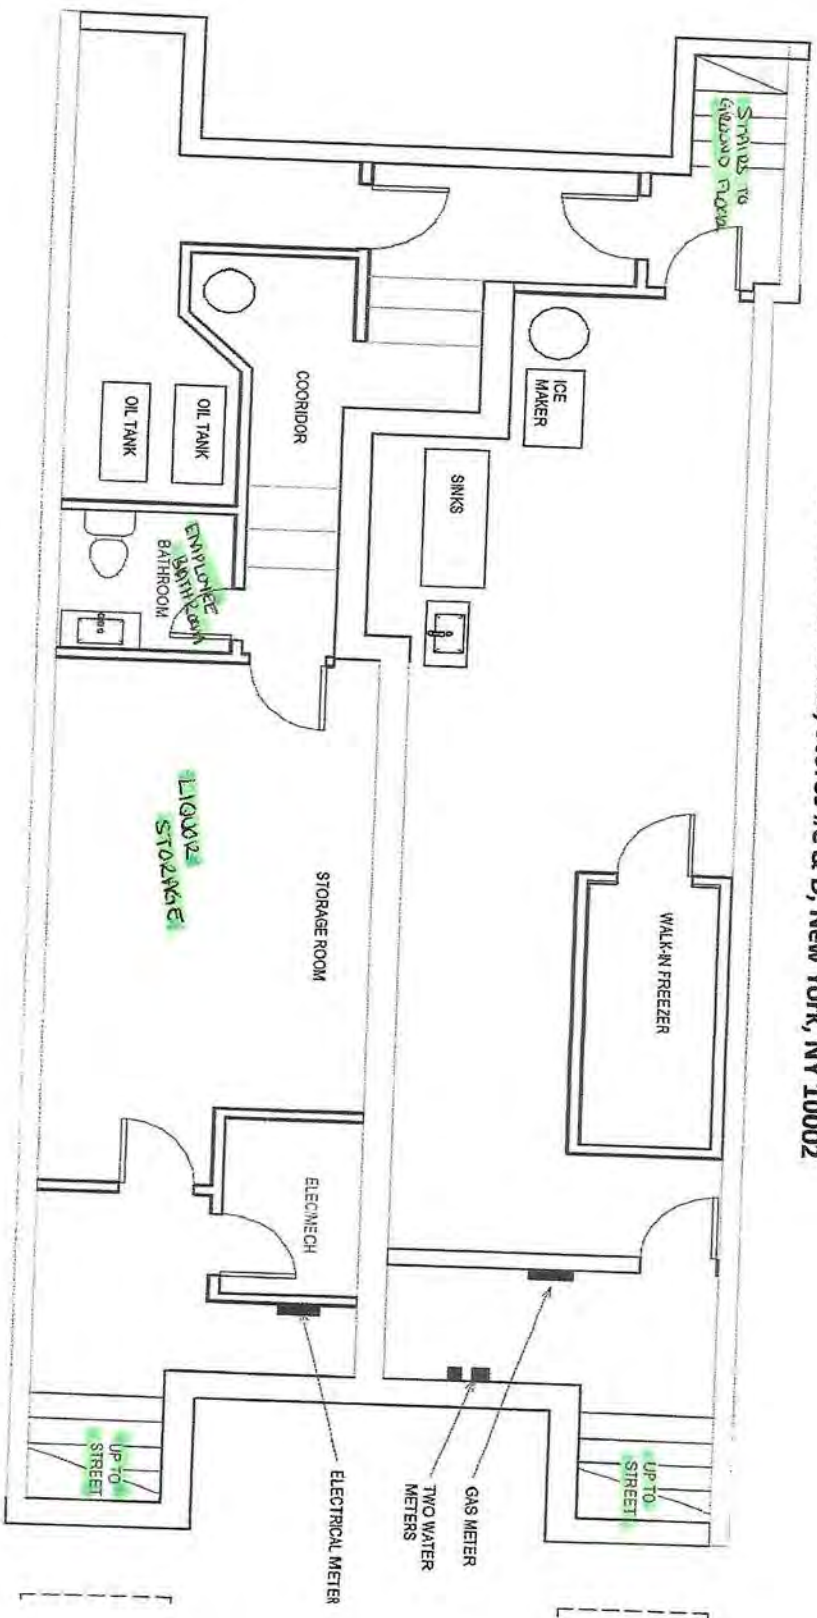 New York, NY 10002
STAIRS TO
GROUND FLOOR
ICE
MAKER
SINKS
WALK-IN FREEZER
UP TO
STREET
GAS METER
TWO WATER
METERS
COORIDOR
OIL TANK
OIL TANK
EMPLOYEE
BATHROOM
BATHROOM
STORAGE ROOM
LIQUOR
STORAGE
ELEC/MECH
ELECTRICAL METER
UP TO
STREET